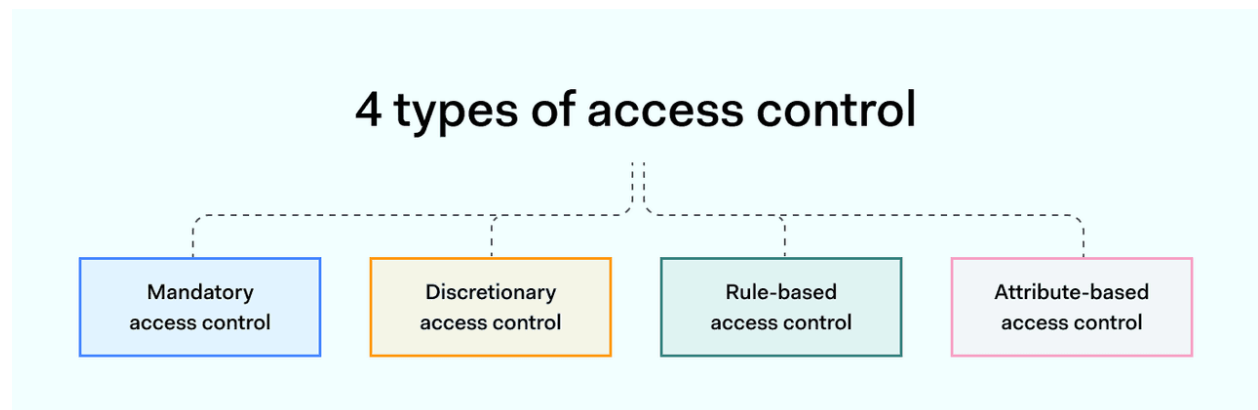 4 types of access control
Mandatory
access control
Discretionary
access control
Rule-based
access control
Attribute-based
access control